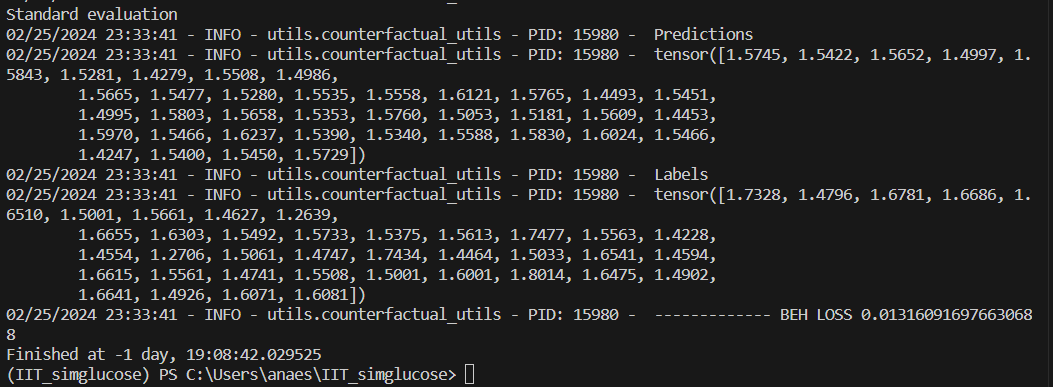 Standard evaluation
02/25/2024 23:33:41 - INFO - utils.counterfactual_utils - PID: 15980 -  Predictions
02/25/2024 23:33:41 - INFO - utils.counterfactual_utils - PID: 15980 -  tensor([1.5745, 1.5422, 1.5652, 1.4997, 1.
5843, 1.5281, 1.4279, 1.5508, 1.4986,
        1.5665, 1.5477, 1.5280, 1.5535, 1.5558, 1.6121, 1.5765, 1.4493, 1.5451,
        1.4995, 1.5803, 1.5658, 1.5353, 1.5760, 1.5053, 1.5181, 1.5609, 1.4453,
        1.5970, 1.5466, 1.6237, 1.5390, 1.5340, 1.5588, 1.5830, 1.6024, 1.5466,
        1.4247, 1.5400, 1.5450, 1.5729])
02/25/2024 23:33:41 - INFO - utils.counterfactual_utils - PID: 15980 -  Labels
02/25/2024 23:33:41 - INFO - utils.counterfactual_utils - PID: 15980 -  tensor([1.7328, 1.4796, 1.6781, 1.6686, 1.
6510, 1.5001, 1.5661, 1.4627, 1.2639,
        1.6655, 1.6303, 1.5492, 1.5733, 1.5375, 1.5613, 1.7477, 1.5563, 1.4228,
        1.4554, 1.2706, 1.5061, 1.4747, 1.7434, 1.4464, 1.5033, 1.6541, 1.4594,
        1.6615, 1.5561, 1.4741, 1.5508, 1.5001, 1.6001, 1.8014, 1.6475, 1.4902,
        1.6641, 1.4926, 1.6071, 1.6081])
02/25/2024 23:33:41 - INFO - utils.counterfactual_utils - PID: 15980 -  ------------- BEH LOSS 0.01316091697663068
8
Finished at -1 day, 19:08:42.029525
(IIT_simglucose) PS C:\Users\anaes\IIT_simglucose>